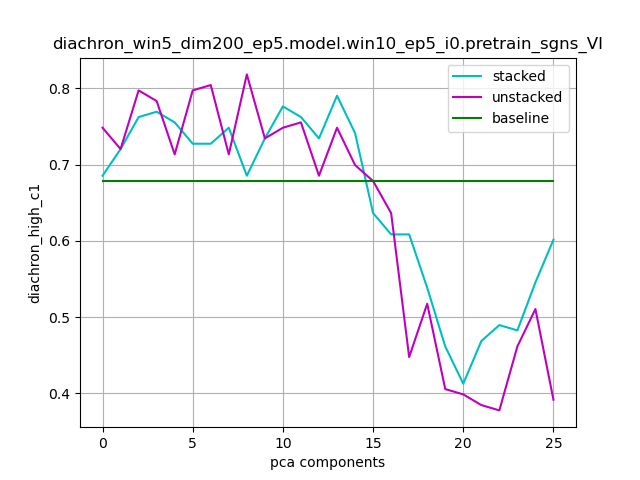 diachron_win5_dim200_ep5.model.win10_ep5_i0.pretrain_sgns_VI
stacked
unstacked
baseline
0.8
0.7
0.6
0.5
0.4
diachron_high_c1
0 5 10 15 20 25
pca components